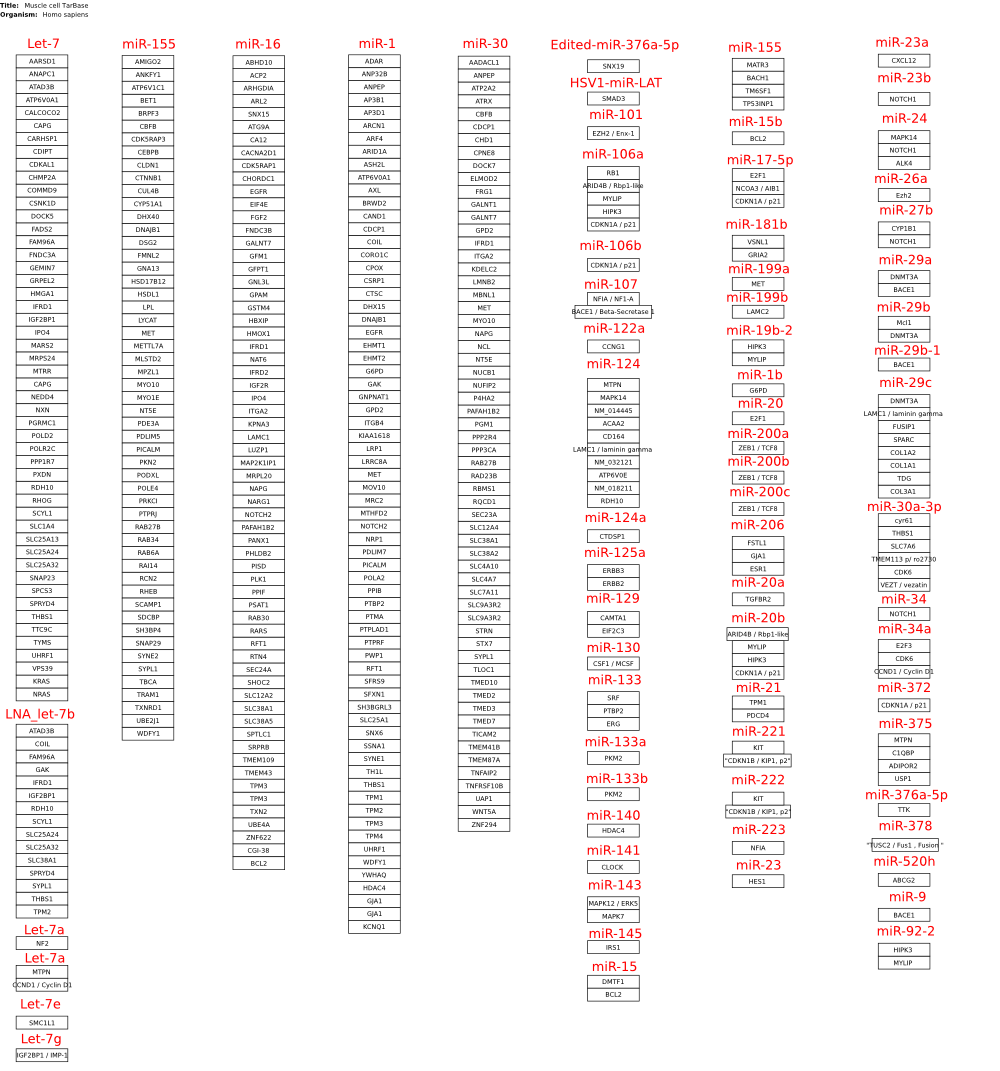 Title: Muscle cell TarBase
Organism: Homo sapiens
Let-7
AARSD1
ANAPC1
ATAD3B
ATP6V0A1
CALCOCO2
CAPG
CARHSP1
CDIPT
CDKAL1
CHMP2A
COMMD9
CSNK1D
DOCK5
FADS2
FAM96A
FNDC3A
GEMIN7
GRPEL2
HMGA1
IFRD1
IGF2BP1
IPO4
MARS2
MRPS24
MTRR
CAPG
NEDD4
NXN
PGRMC1
POLD2
POLR2C
PPP1R7
PXDN
RDH10
RHOG
SCYL1
SLC1A4
SLC25A13
SLC25A24
SLC25A32
SNAP23
SPCS3
SPRYD4
THBS1
TTC9C
TYMS
UHRF1
VPS39
KRAS
NRAS
LNA_let-7b
ATAD3B
COIL
FAM96A
GAK
IFRD1
IGF2BP1
RDH10
SCYL1
SLC25A24
SLC25A32
SLC38A1
SPRYD4
SYPL1
THBS1
TPM2
Let-7a
NF2
Let-7a
MTPN
CCND1 / Cyclin D1
Let-7e
SMC1L1
Let-7g
IGF2BP1 / IMP-1
miR-155
AMIGO2
ANKFY1
ATP6V1C1
BET1
BRPF3
CBFB
CDK5RAP3
CEBPB
CLDN1
CTNNB1
CUL4B
CYP51A1
DHX40
DNAJB1
DSG2
FMNL2
GNA13
HSD17B12
HSDL1
LPL
LYCAT
MET
METTL7A
MLSTD2
MPZL1
MYO10
MYO1E
NT5E
PDE3A
PDLIM5
PICALM
PKN2
PODXL
POLE4
PRKCI
PTPRJ
RAB27B
RAB34
RAB6A
RAI14
RCN2
RHEB
SCAMP1
SDCBP
SH3BP4
SNAP29
SYNE2
SYPL1
TBCA
TRAM1
TXNRD1
UBE2J1
WDFY1
miR-16
ABHD10
ACP2
ARHGDIA
ARL2
SNX15
ATG9A
CA12
CACNA2D1
CDK5RAP1
CHORDC1
EGFR
EIF4E
FGF2
FNDC3B
GALNT7
GFM1
GFPT1
GNL3L
GPAM
GSTM4
HBXIP
HMOX1
IFRD1
NAT6
IFRD2
IGF2R
IPO4
ITGA2
KPNA3
LAMC1
LUZP1
MAP2K1IP1
MRPL20
NAPG
NARG1
NOTCH2
PAFAH1B2
PANX1
PHLDB2
PISD
PLK1
PPIF
PSAT1
RAB30
RARS
RFT1
RTN4
SEC24A
SHOC2
SLC12A2
SLC38A1
SLC38A5
SPTLC1
SRPRB
TMEM109
TMEM43
TPM3
TPM3
TXN2
UBE4A
ZNF622
CGI-38
BCL2
miR-1
ADAR
ANP32B
ANPEP
AP3B1
AP3D1
ARCN1
ARF4
ARID1A
ASH2L
ATP6V0A1
AXL
BRWD2
CAND1
CDCP1
COIL
CORO1C
CPOX
CSRP1
CTSC
DHX15
DNAJB1
EGFR
EHMT1
EHMT2
G6PD
GAK
GNPNAT1
GPD2
ITGB4
KIAA1618
LRP1
LRRC8A
MET
MOV10
MRC2
MTHFD2
NOTCH2
NRP1
PDLIM7
PICALM
POLA2
PPIB
PTBP2
PTMA
PTPLAD1
PTPRF
PWP1
RFT1
SFRS9
SFXN1
SH3BGRL3
SLC25A1
SNX6
SSNA1
SYNE1
TH1L
THBS1
TPM1
TPM2
TPM3
TPM4
UHRF1
WDFY1
YWHAQ
HDAC4
GJA1
GJA1
KCNQ1
miR-30
AADACL1
ANPEP
ATP2A2
ATRX
CBFB
CDCP1
CHD1
CPNE8
DOCK7
ELMOD2
FRG1
GALNT1
GALNT7
GPD2
IFRD1
ITGA2
KDELC2
LMNB2
MBNL1
MET
MYO10
NAPG
NCL
NT5E
NUCB1
NUFIP2
P4HA2
PAFAH1B2
PGM1
PPP2R4
PPP3CA
RAB27B
RAD23B
RBMS1
RQCD1
SEC23A
SLC12A4
SLC38A1
SLC38A2
SLC4A10
SLC4A7
SLC7A11
SLC9A3R2
SLC9A3R2
STRN
STX7
SYPL1
TLOC1
TMED10
TMED2
TMED3
TMED7
TICAM2
TMEM41B
TMEM87A
TNFAIP2
TNFRSF10B
UAP1
WNT5A
ZNF294
Edited-miR-376a-5p
SNX19
HSV1-miR-LAT
SMAD3
miR-101
EZH2 / Enx-1
miR-106a
RB1
ARID4B / Rbp1-like
MYLIP
HIPK3
CDKN1A / p21
miR-106b
CDKN1A / p21
miR-107
NFIA / NF1-A
BACE1 / Beta-Secretase 1
miR-122a
CCNG1
miR-124
MTPN
MAPK14
NM_014445
ACAA2
CD164
LAMC1 / laminin gamma
NM_032121
ATP6V0E
NM_018211
RDH10
miR-124a
CTDSP1
miR-125a
ERBB3
ERBB2
miR-129
CAMTA1
EIF2C3
miR-130
CSF1 / MCSF
miR-133
SRF
PTBP2
ERG
miR-133a
PKM2
miR-133b
PKM2
miR-140
HDAC4
miR-141
CLOCK
miR-143
MAPK12 / ERK5
MAPK7
miR-145
IRS1
miR-15
DMTF1
BCL2
miR-155
MATR3
BACH1
TM6SF1
TP53INP1
miR-15b
BCL2
miR-17-5p
E2F1
NCOA3 / AIB1
CDKN1A / p21
miR-181b
VSNL1
GRIA2
miR-199a
MET
miR-199b
LAMC2
miR-19b-2
HIPK3
MYLIP
miR-1b
G6PD
miR-20
E2F1
miR-200a
ZEB1 / TCF8
miR-200b
ZEB1 / TCF8
miR-200c
ZEB1 / TCF8
miR-206
FSTL1
GJA1
ESR1
miR-20a
TGFBR2
miR-20b
ARID4B / Rbp1-like
MYLIP
HIPK3
CDKN1A / p21
miR-21
TPM1
PDCD4
miR-221
KIT
"CDKN1B / KIP1, p2"
miR-222
KIT
"CDKN1B / KIP1, p2"
miR-223
NFIA
miR-23
HES1
miR-23a
CXCL12
miR-23b
NOTCH1
miR-24
MAPK14
NOTCH1
ALK4
miR-26a
Ezh2
miR-27b
CYP1B1
NOTCH1
miR-29a
DNMT3A
BACE1
miR-29b
Mcl1
DNMT3A
miR-29b-1
BACE1
miR-29c
DNMT3A
LAMC1 / laminin gamma
FUSIP1
SPARC
COL1A2
COL1A1
TDG
COL3A1
miR-30a-3p
cyr61
THBS1
SLC7A6
TMEM113 p/ ro2730
CDK6
VEZT / vezatin
miR-34
NOTCH1
miR-34a
E2F3
CDK6
CCND1 / Cyclin D1
miR-372
CDKN1A / p21
miR-375
MTPN
C1QBP
ADIPOR2
USP1
miR-376a-5p
TTK
miR-378
"TUSC2 / Fus1 , Fusion "
miR-520h
ABCG2
miR-9
BACE1
miR-92-2
HIPK3
MYLIP